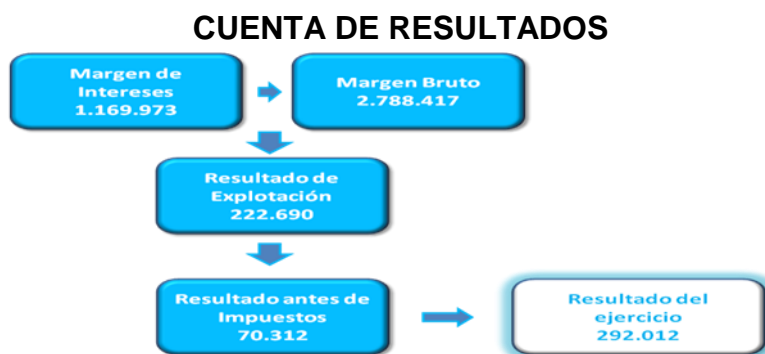 CUENTA DE RESULTADOS
Margen de
Intereses
1.169.973
Margen Bruto
2.788.417
Resultado de
Explotación
222.690
Resultado antes de
Impuestos
70.312
Resultado del
ejercicio
292.012